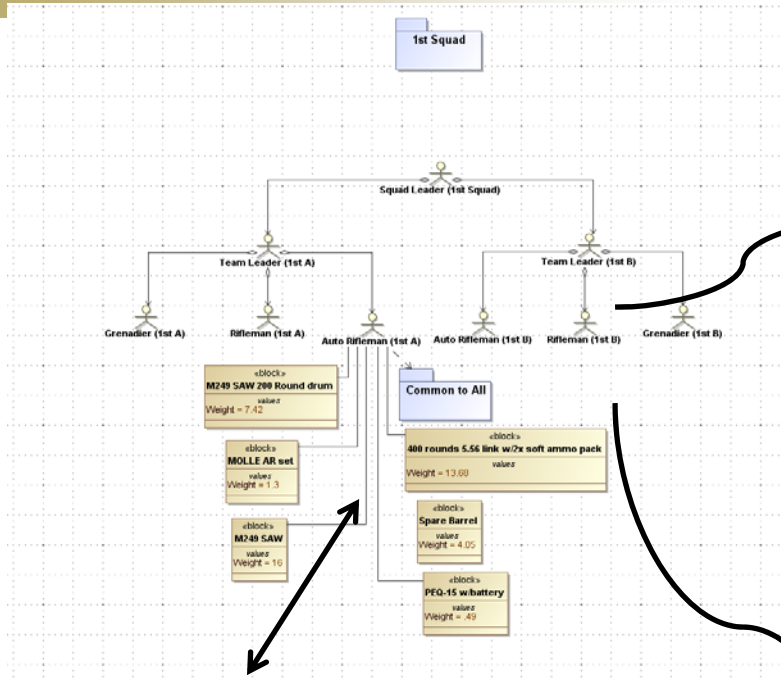 1st Squad
Squad Leader (1st Squad)
Team Leader (1st A)
Team Leader (1st B)
Grenadier (1st A)
Rifleman (1st A)
Auto Rifleman (1st A)
Auto Rifleman (1st B)
Rifleman (1st B)
Grenadier (1st B)
«block»
M249 SAW 200 Round drum
values
Weight = 7.42
Common to All
«block»
MOLLE AR set
values
Weight = 1.3
«block»
400 rounds 5.56 link w/2x soft ammo pack
values
Weight = 13.68
«block»
M249 SAW
values
Weight = 16
«block»
Spare Barrel
values
Weight = 4.05
«block»
PEQ-15 w/battery
values
Weight = .49